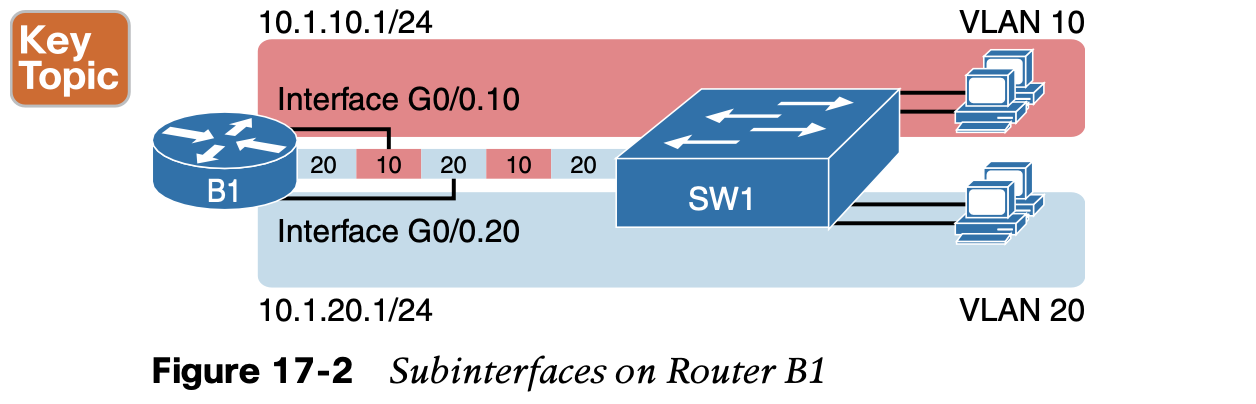 Key
Topic
10.1.10.1/24
VLAN 10
Interface G0/0.10
B1
20 10 20 10 20
SW1
Interface G0/0.20
10.1.20.1/24
VLAN 20
Figure 17-2 Subinterfaces on Router B1